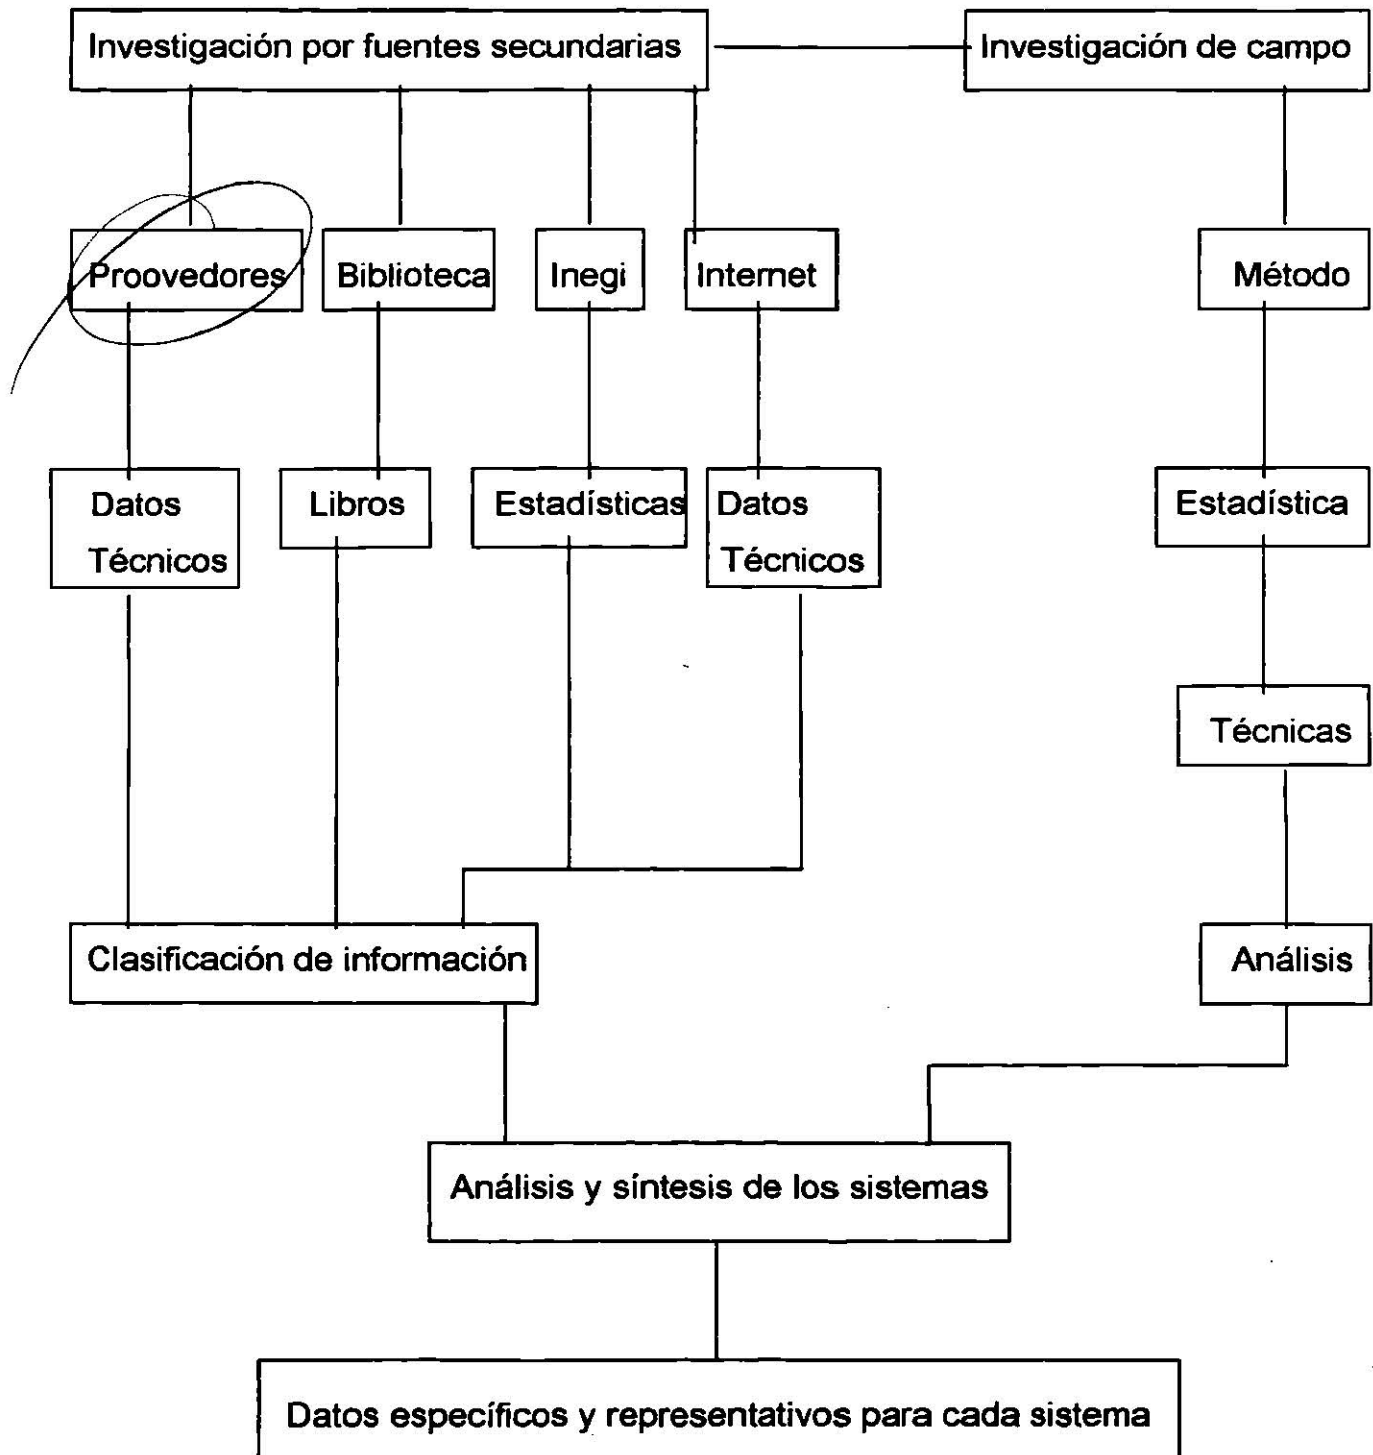 Investigación por fuentes secundarias
Investigación de campo
Proovedores
Biblioteca
Inegi
Internet
Método
Datos
Técnicos
Libros
Estadísticas
Datos
Técnicos
Estadística
Técnicas
Clasificación de información
Análisis
Análisis y síntesis de los sistemas
Datos específicos y representativos para cada sistema